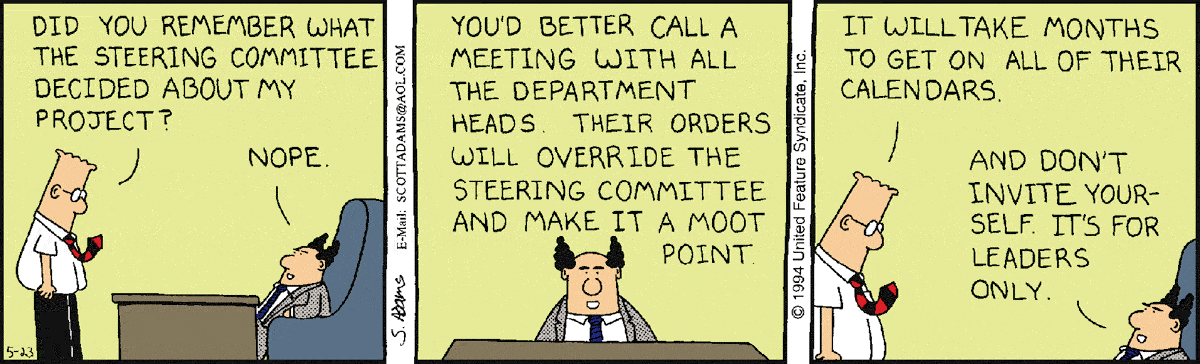 DID YOU REMEMBER WHAT
THE STEERING COMMITTEE
DECIDED ABOUT MY
PROJECT?
NOPE.
5-23
S. Adams
E-Mail: SCOTTADAMS@AOL.COM
YOU'D BETTER CALL A
MEETING WITH ALL
THE DEPARTMENT
HEADS. THEIR ORDERS
WILL OVERRIDE THE
STEERING COMMITTEE
AND MAKE IT A MOOT
POINT.
© 1994 United Feature Syndicate, Inc.
IT WILL TAKE MONTHS
TO GET ON ALL OF THEIR
CALENDARS.
AND DON'T
INVITE YOUR-
SELF. IT'S FOR
LEADERS
ONLY.